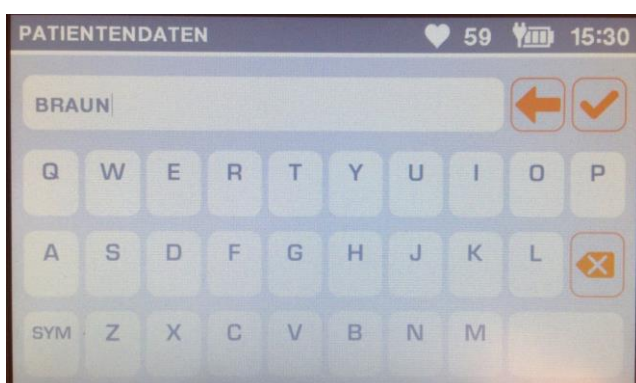 PATIENTENDATEN 59 15:30
BRAUN
Q W E R T Y U I O P
A S D F G H J K L
SYM Z X C V B N M